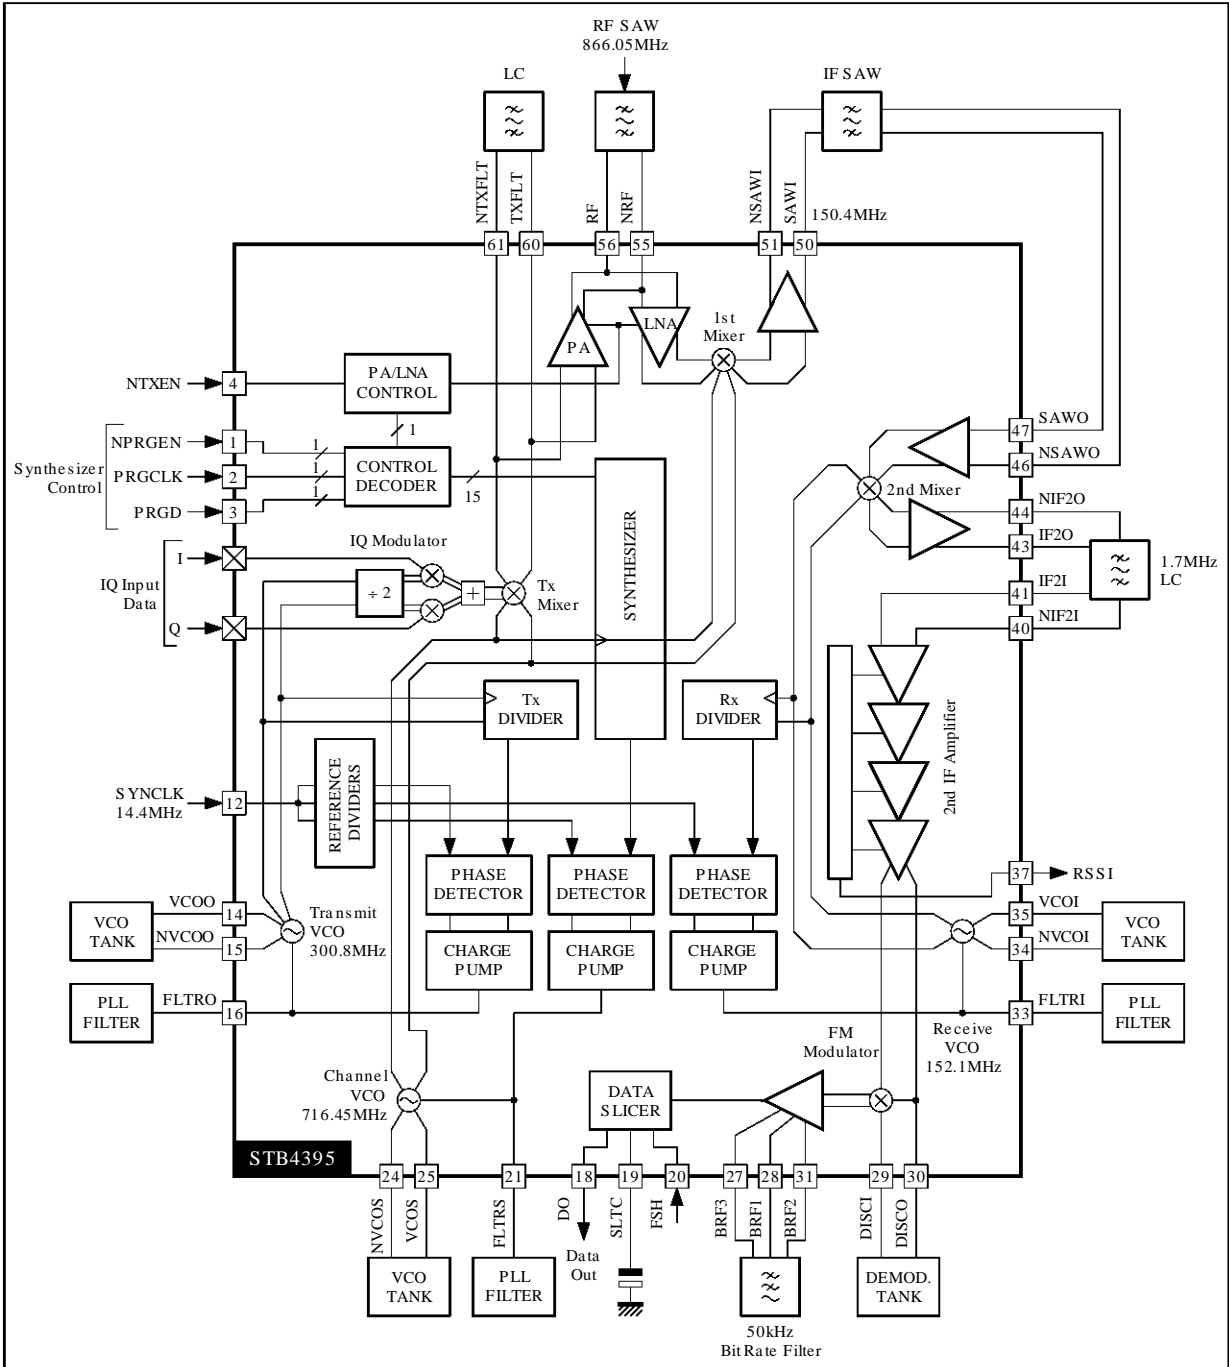 RF SAW
866.05MHz
LC
IF SAW
NTXFLT
TXFLT
RF
NRF
NSAWI
SAWI
150.4MHz
61
60
56
55
51
50
PA
LNA
1st
Mixer
NTXEN
4
PA/LNA
CONTROL
1
Synthesizer
Control
NPRGEN
1
1
PRGCLK
2
1
PRGD
3
1
CONTROL
DECODER
15
SYNTHESIZER
47
SAWO
46
NSAWO
2nd Mixer
44
NIF2O
43
IF2O
1.7MHz
LC
41
IF2I
40
NIF2I
IQ Input
Data
I
Q
IQ Modulator
÷ 2
+
Tx
Mixer
Tx
DIVIDER
Rx
DIVIDER
2nd IF Amplifier
SYNCLK
14.4MHz
12
REFERENCE
DIVIDERS
PHASE
DETECTOR
PHASE
DETECTOR
PHASE
DETECTOR
CHARGE
PUMP
CHARGE
PUMP
CHARGE
PUMP
37
RSSI
VCO
TANK
VCOO
14
NVCOO
15
Transmit
VCO
300.8MHz
35
VCOI
34
NVCOI
VCO
TANK
PLL
FILTER
FLTRO
16
33
FLTRI
PLL
FILTER
Receive
VCO
152.1MHz
FM
Modulator
Channel
VCO
716.45MHz
DATA
SLICER
STB4395
24
25
21
18
19
20
27
28
31
29
30
NVCOS
VCOS
FLTRS
DO
SLTC
FSH
BRF3
BRF1
BRF2
DISCI
DISCO
Data
Out
VCO
TANK
PLL
FILTER
DEMOD.
TANK
50kHz
Bit Rate Filter